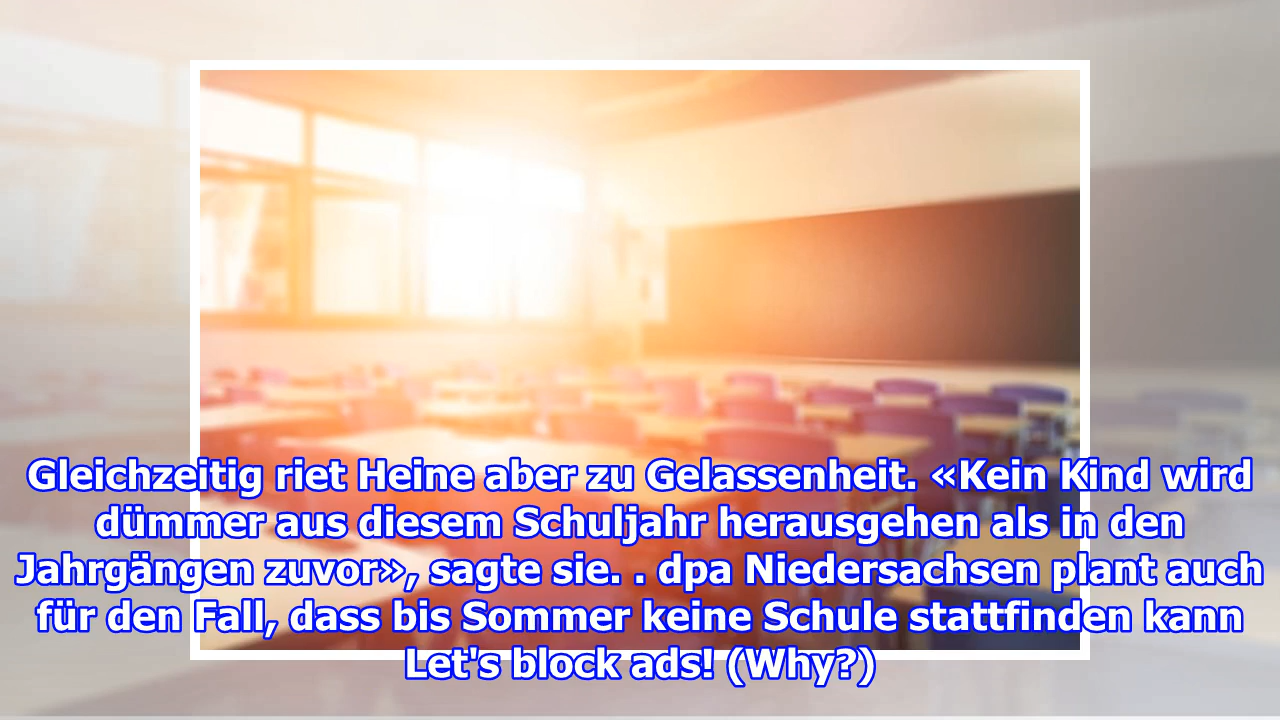 Gleichzeitig riet Heine aber zu Gelassenheit. «Kein Kind wird
dümmer aus diesem Schuljahr herausgehen als in den
Jahrgängen zuvor», sagte sie. . dpa Niedersachsen plant auch
für den Fall, dass bis Sommer keine Schule stattfinden kann
Let's block ads! (Why?)